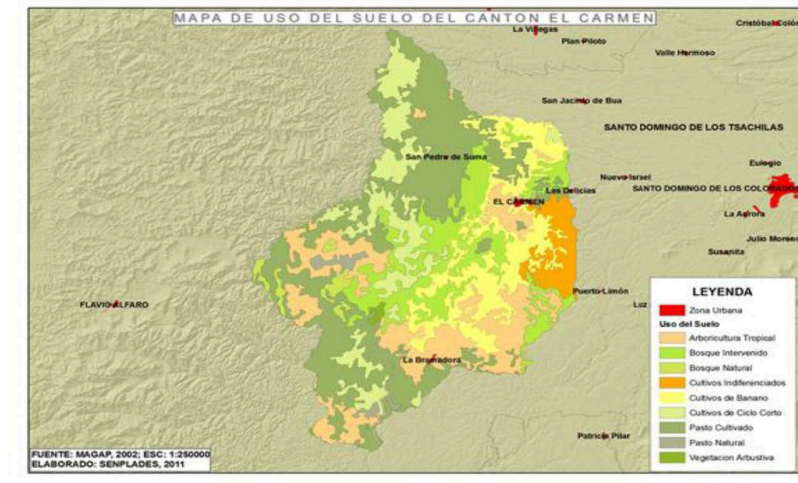 MAPA DE USO DEL SUELO DEL CANTON EL CARMEN
Cristóbal Colón
La Villegas
Plan Piloto
Valle Hermoso
San Jacinto de Bua
SANTO DOMINGO DE LOS TSACHILAS
San Pedro de Suma
Eulogio
Nuevo Israel
Las Delicias
SANTO DOMINGO DE LOS COLORADOS
EL CARMEN
La Aurora
Julio Moreno
Susanita
Puerto Limón
Luz
FLAVIO ALFARO
La Bramadora
Patricia Pilar
LEYENDA
Zona Urbana
Uso del Suelo
Arboricultura Tropical
Bosque Intervenido
Bosque Natural
Cultivos Indiferenciados
Cultivos de Banano
Cultivos de Ciclo Corto
Pasto Cultivado
Pasto Natural
Vegetacion Arbustiva
FUENTE: MAGAP, 2002; ESC: 1:250000
ELABORADO: SENPLADES, 2011